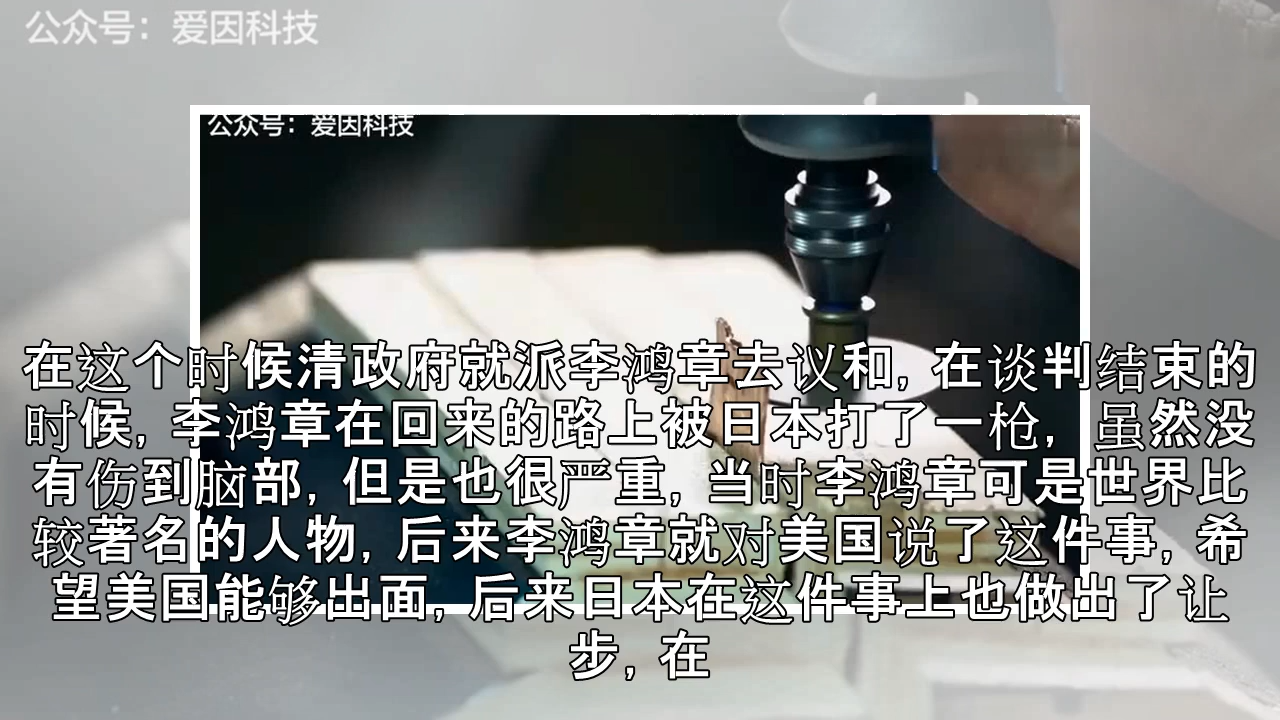 公众号：爱因科技
公众号：爱因科技
在这个时候清政府就派李鸿章去议和，在谈判结束的
时候，李鸿章在回来的路上被日本打了一枪，虽然没
有伤到脑部，但是也很严重，当时李鸿章可是世界比
较著名的人物，后来李鸿章就对美国说了这件事，希
望美国能够出面，后来日本在这件事上也做出了让
步，在